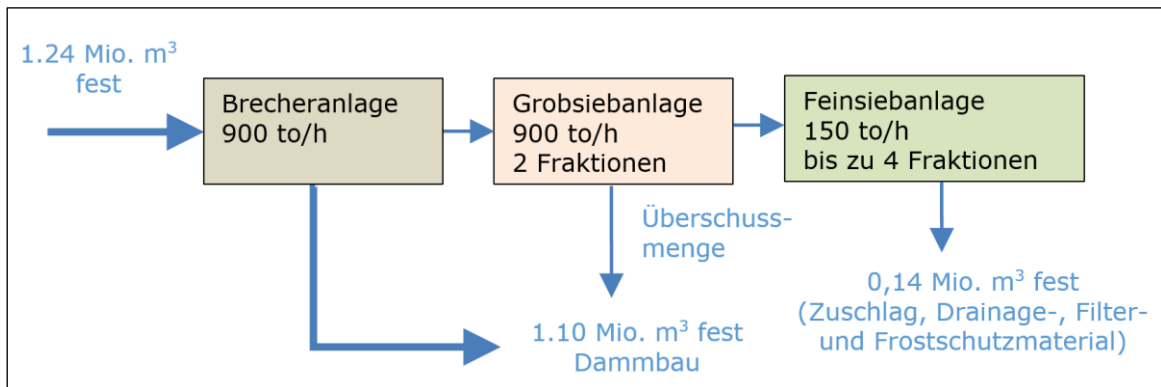 1.24 Mio. m³
fest
Brecheranlage
900 to/h
Grobsiebanlage
900 to/h
2 Fraktionen
Feinsiebanlage
150 to/h
bis zu 4 Fraktionen
Überschuss-
menge
1.10 Mio. m³ fest
Dammbau
0,14 Mio. m³ fest
(Zuschlag, Drainage-, Filter-
und Frostschutzmaterial)